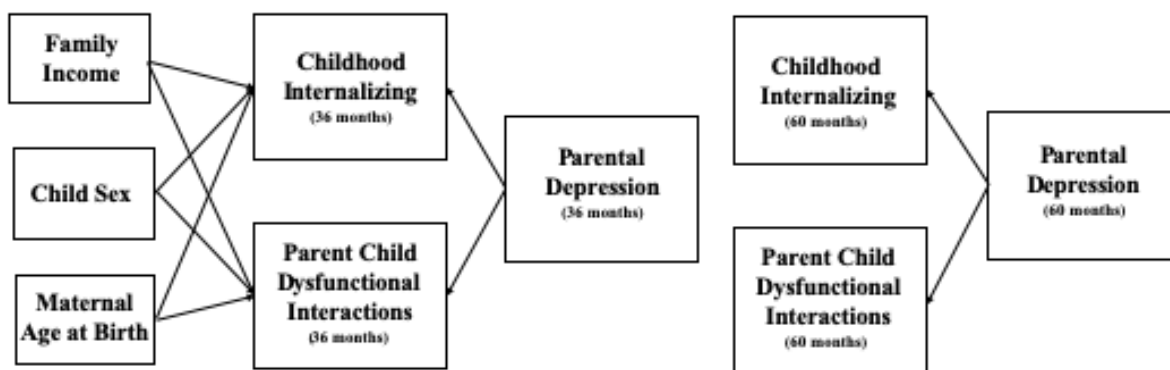 Family
Income
Child Sex
Maternal
Age at Birth
Childhood
Internalizing
(36 months)
Parent Child
Dysfunctional
Interactions
(36 months)
Parental
Depression
(36 months)
Childhood
Internalizing
(60 months)
Parent Child
Dysfunctional
Interactions
(60 months)
Parental
Depression
(60 months)